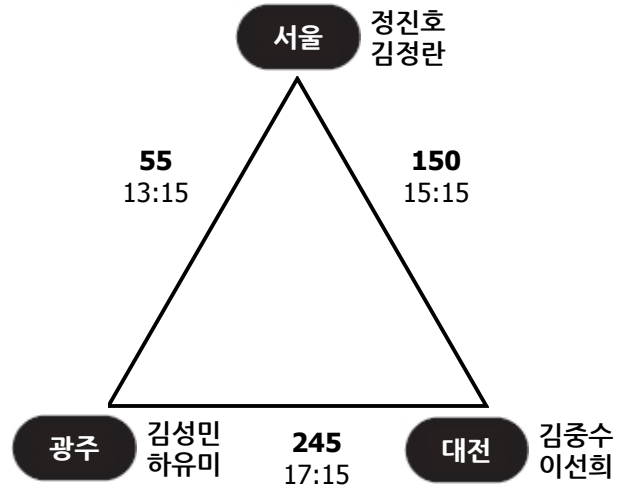 서울
정진호
김정란
55
13:15
150
15:15
광주
김성민
하유미
245
17:15
대전
김중수
이선희